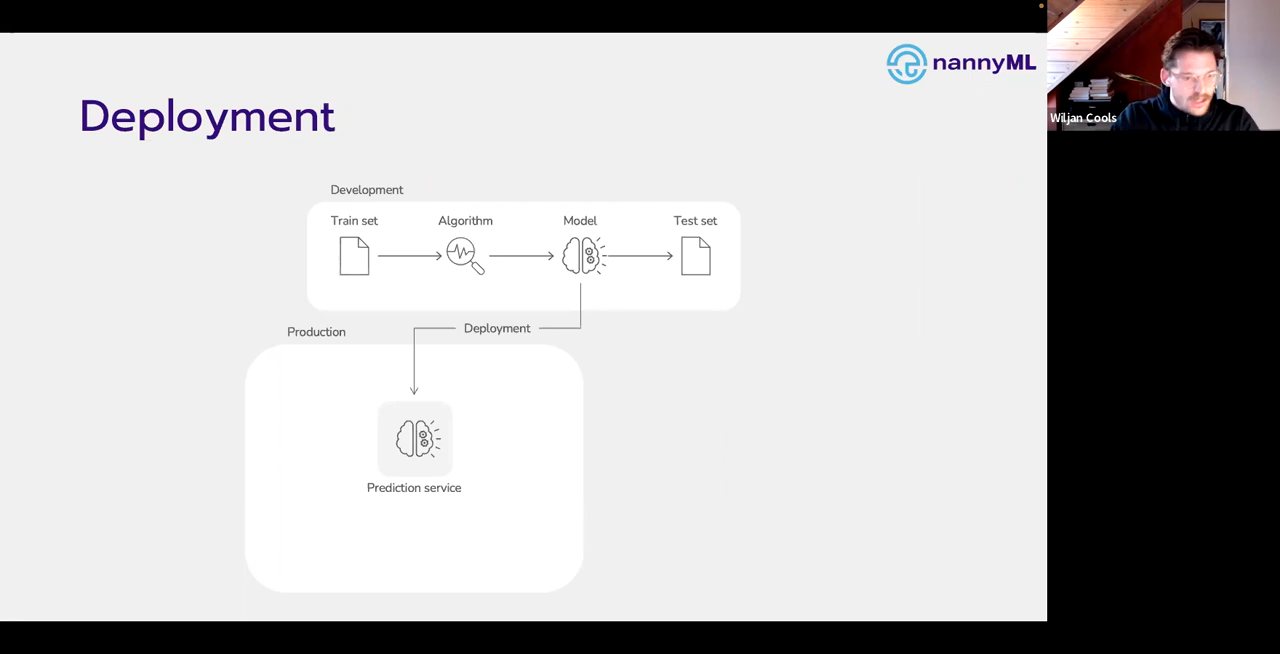 nannyML
Deployment
Wiljan Cools
Development
Train set
Algorithm
Model
Test set
Deployment
Production
Prediction service